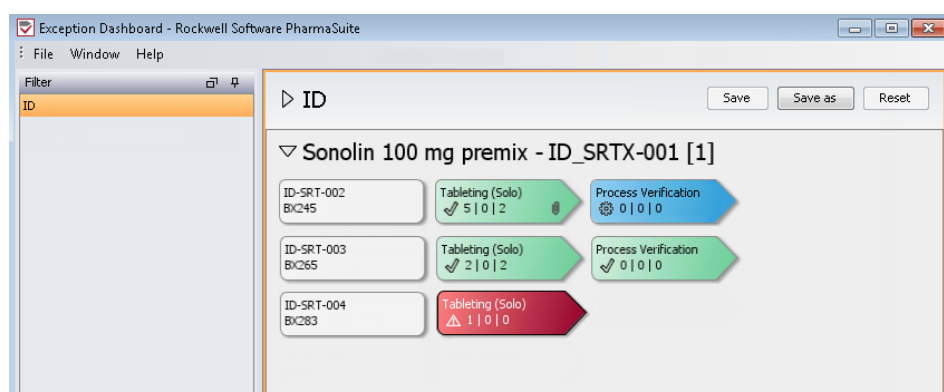 Exception Dashboard - Rockwell Software PharmaSuite
File Window Help
Filter
ID
ID
Save Save as Reset
Sonolin 100 mg premix - ID_SRTX-001 [1]
ID-SRT-002
BX245
Tableting (Solo)
5 | 0 | 2
Process Verification
0 | 0 | 0
ID-SRT-003
BX265
Tableting (Solo)
2 | 0 | 2
Process Verification
0 | 0 | 0
ID-SRT-004
BX283
Tableting (Solo)
1 | 0 | 0